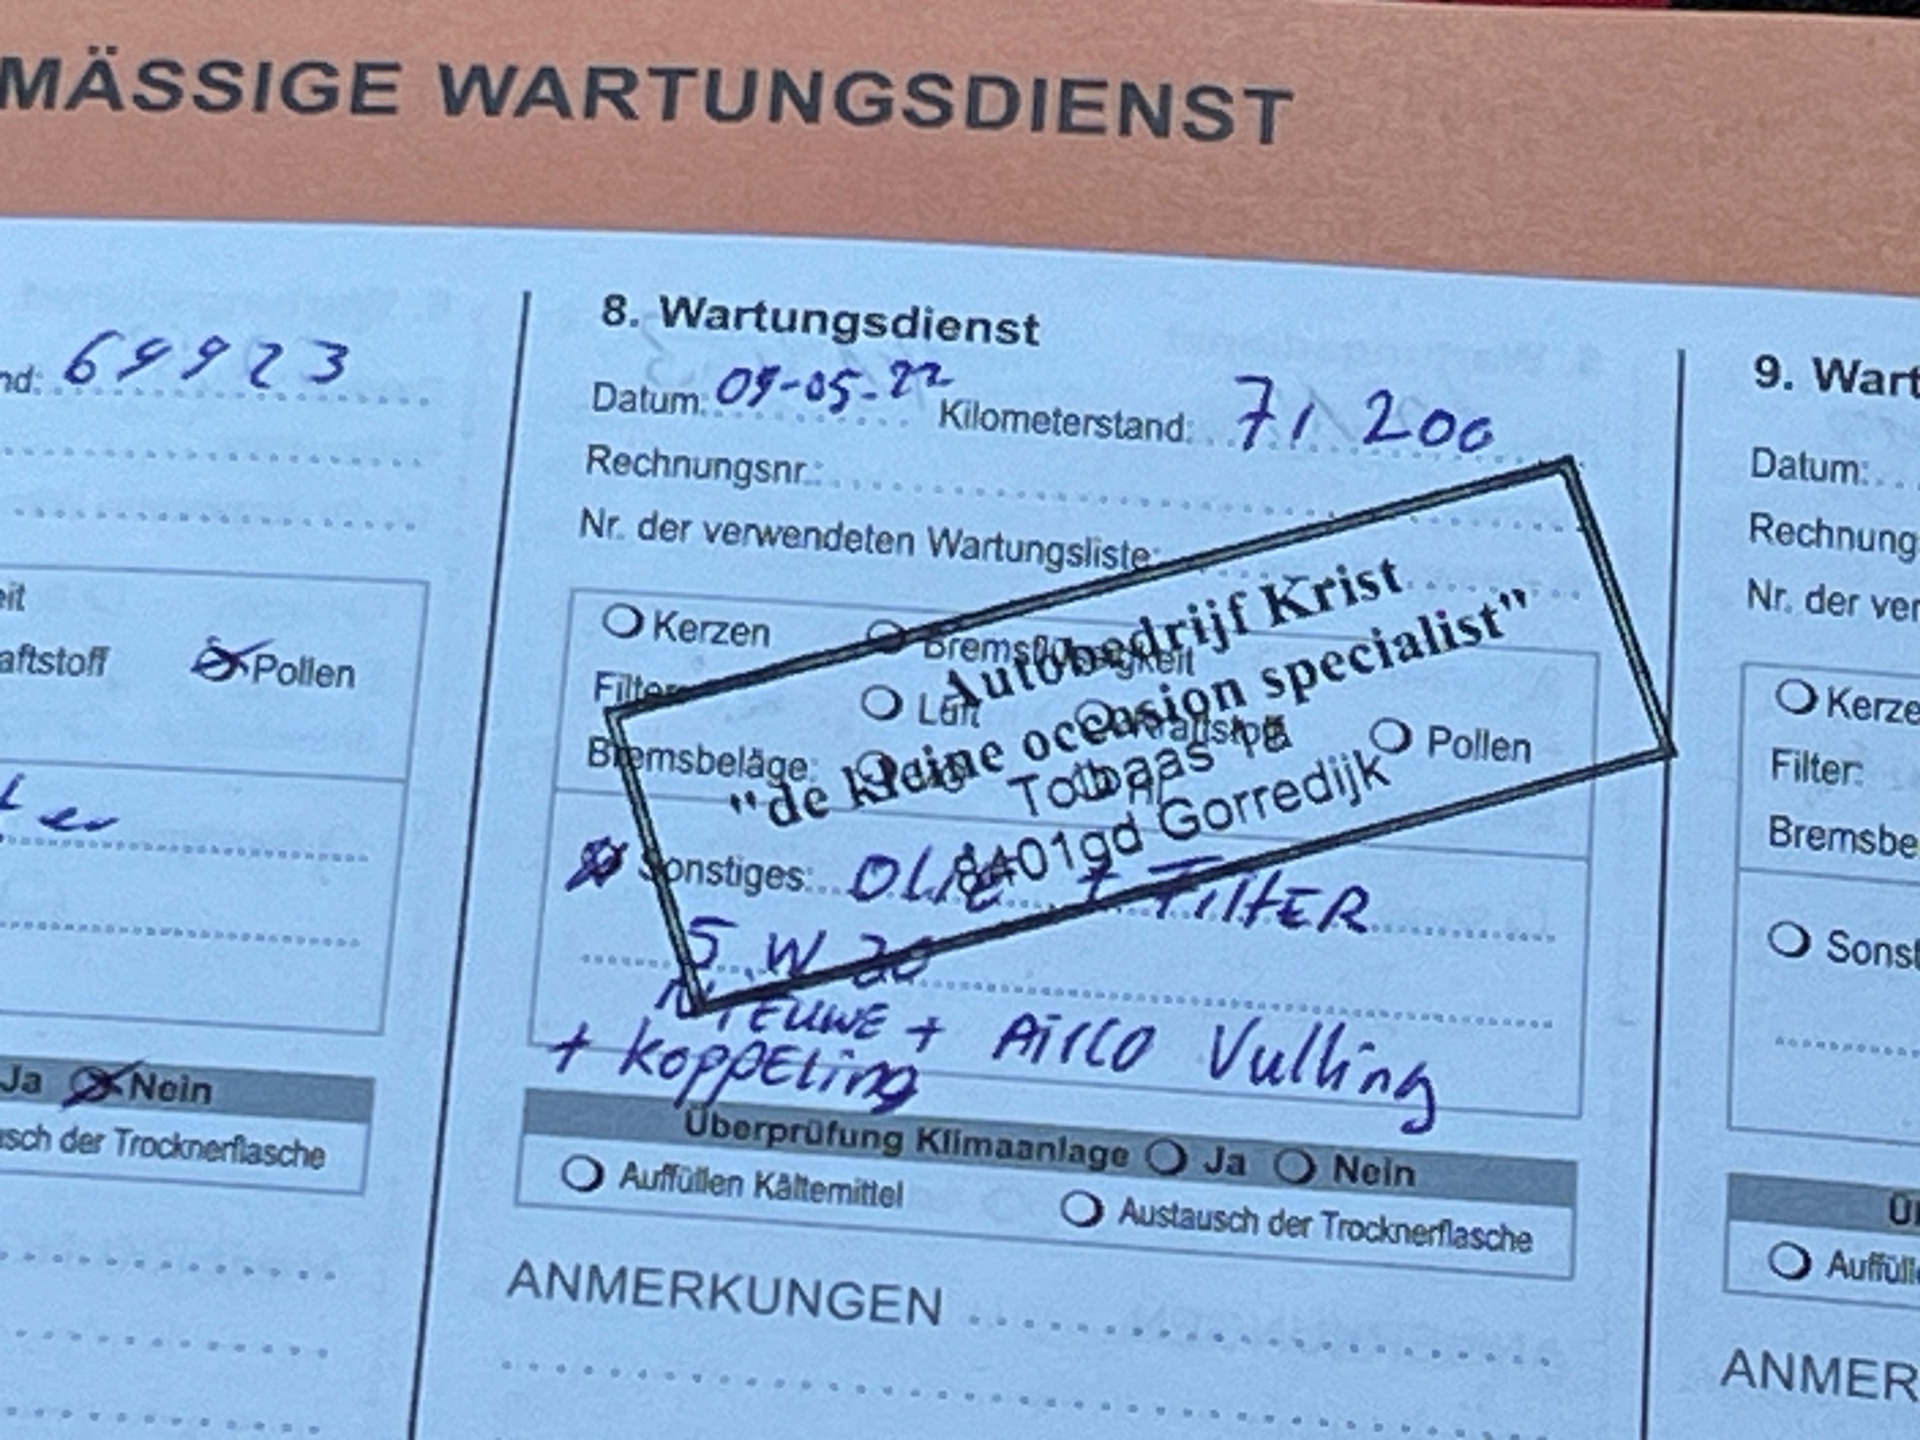 MÄSSIGE WARTUNGSDIENST
nd: 69923
aftstoff Pollen
Ja Nein
sch der Trocknerflasche
8. Wartungsdienst
Datum: 09-05-22 Kilometerstand: 71 200
Rechnungsnr.:
Nr. der verwendeten Wartungsliste:
Kerzen Bremsflüssigkeit
Filter Luft Pollen
Bremsbeläge:
Autobedrijf Krist
"de kleine occasion specialist"
8401gd Gorredijk
Sonstiges: OLIE + FILTER
5 W
NIEUWE + AIRCO Vulling
+ KOPPELing
Überprüfung Klimaanlage Ja Nein
Auffüllen Kältemittel Austausch der Trocknerflasche
ANMERKUNGEN
9. Wart
Datum:
Rechnung
Nr. der ver
Kerze
Filter:
Bremsbe
Sonst
Auffüll
ANMER